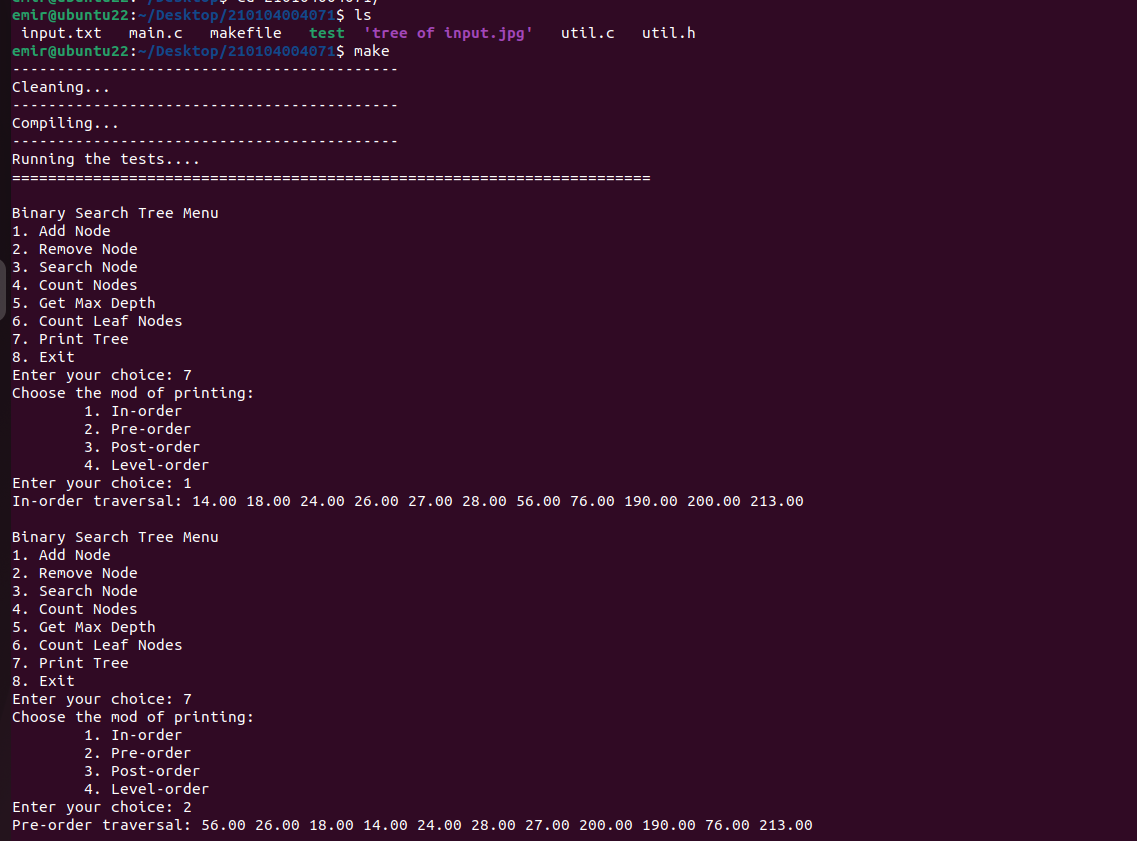 emir@ubuntu22:~/Desktop$ cd 210104004071/
emir@ubuntu22:~/Desktop/210104004071$ ls
input.txt   main.c   makefile   test  'tree of input.jpg'   util.c   util.h
emir@ubuntu22:~/Desktop/210104004071$ make
-------------------------------------------
Cleaning...
-------------------------------------------
Compiling...
-------------------------------------------
Running the tests....
=======================================================================
Binary Search Tree Menu
1. Add Node
2. Remove Node
3. Search Node
4. Count Nodes
5. Get Max Depth
6. Count Leaf Nodes
7. Print Tree
8. Exit
Enter your choice: 7
Choose the mod of printing:
1. In-order
2. Pre-order
3. Post-order
4. Level-order
Enter your choice: 1
In-order traversal: 14.00 18.00 24.00 26.00 27.00 28.00 56.00 76.00 190.00 200.00 213.00
Binary Search Tree Menu
1. Add Node
2. Remove Node
3. Search Node
4. Count Nodes
5. Get Max Depth
6. Count Leaf Nodes
7. Print Tree
8. Exit
Enter your choice: 7
Choose the mod of printing:
1. In-order
2. Pre-order
3. Post-order
4. Level-order
Enter your choice: 2
Pre-order traversal: 56.00 26.00 18.00 14.00 24.00 28.00 27.00 200.00 190.00 76.00 213.00